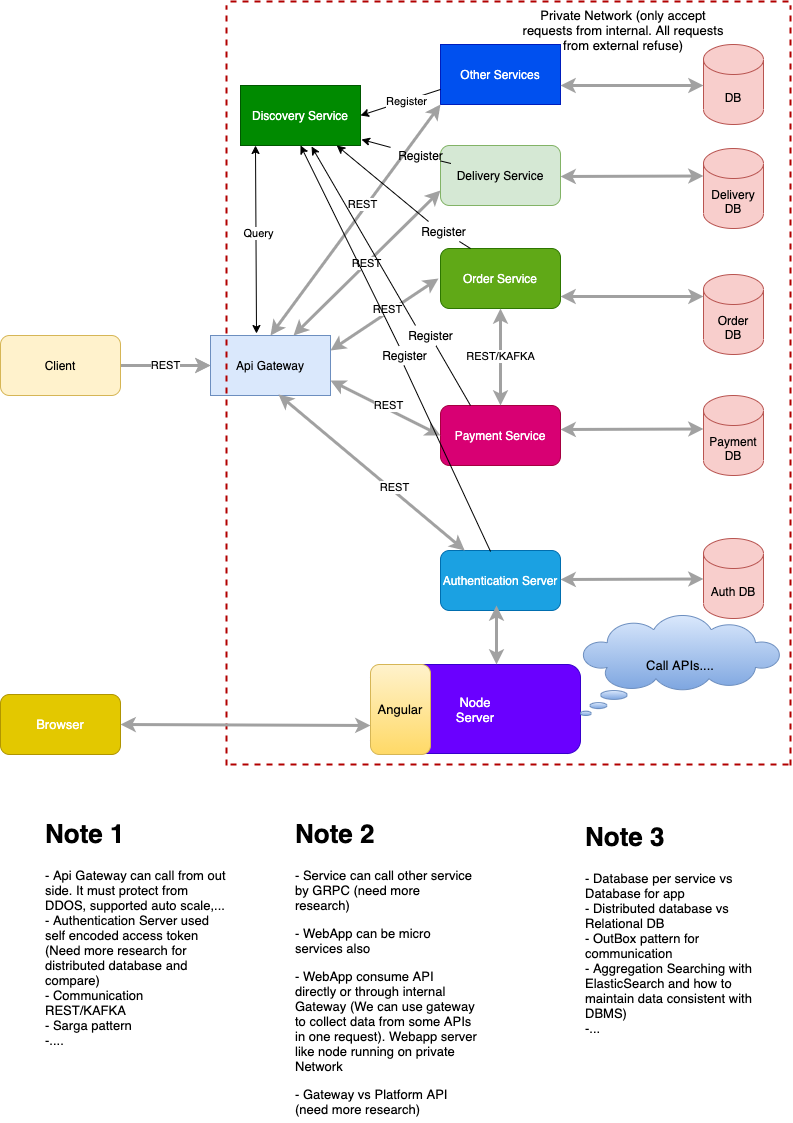 Private Network (only accept
requests from internal. All requests
from external refuse)
Other Services
DB
Discovery Service
Register
Register
Delivery Service
Delivery
DB
REST
Query
Register
REST
Order Service
REST
Order
DB
Register
Register
REST/KAFKA
Client
REST
Api Gateway
REST
Payment Service
Payment
DB
REST
Authentication Server
Auth DB
Call APIs....
Browser
Angular
Node
Server
Note 1
- Api Gateway can call from out
side. It must protect from
DDOS, supported auto scale,...
- Authentication Server used
self encoded access token
(Need more research for
distributed database and
compare)
- Communication
REST/KAFKA
- Sarga pattern
-....
Note 2
- Service can call other service
by GRPC (need more
research)
- WebApp can be micro
services also
- WebApp consume API
directly or through internal
Gateway (We can use gateway
to collect data from some APIs
in one request). Webapp server
like node running on private
Network
- Gateway vs Platform API
(need more research)
Note 3
- Database per service vs
Database for app
- Distributed database vs
Relational DB
- OutBox pattern for
communication
- Aggregation Searching with
ElasticSearch and how to
maintain data consistent with
DBMS)
-...